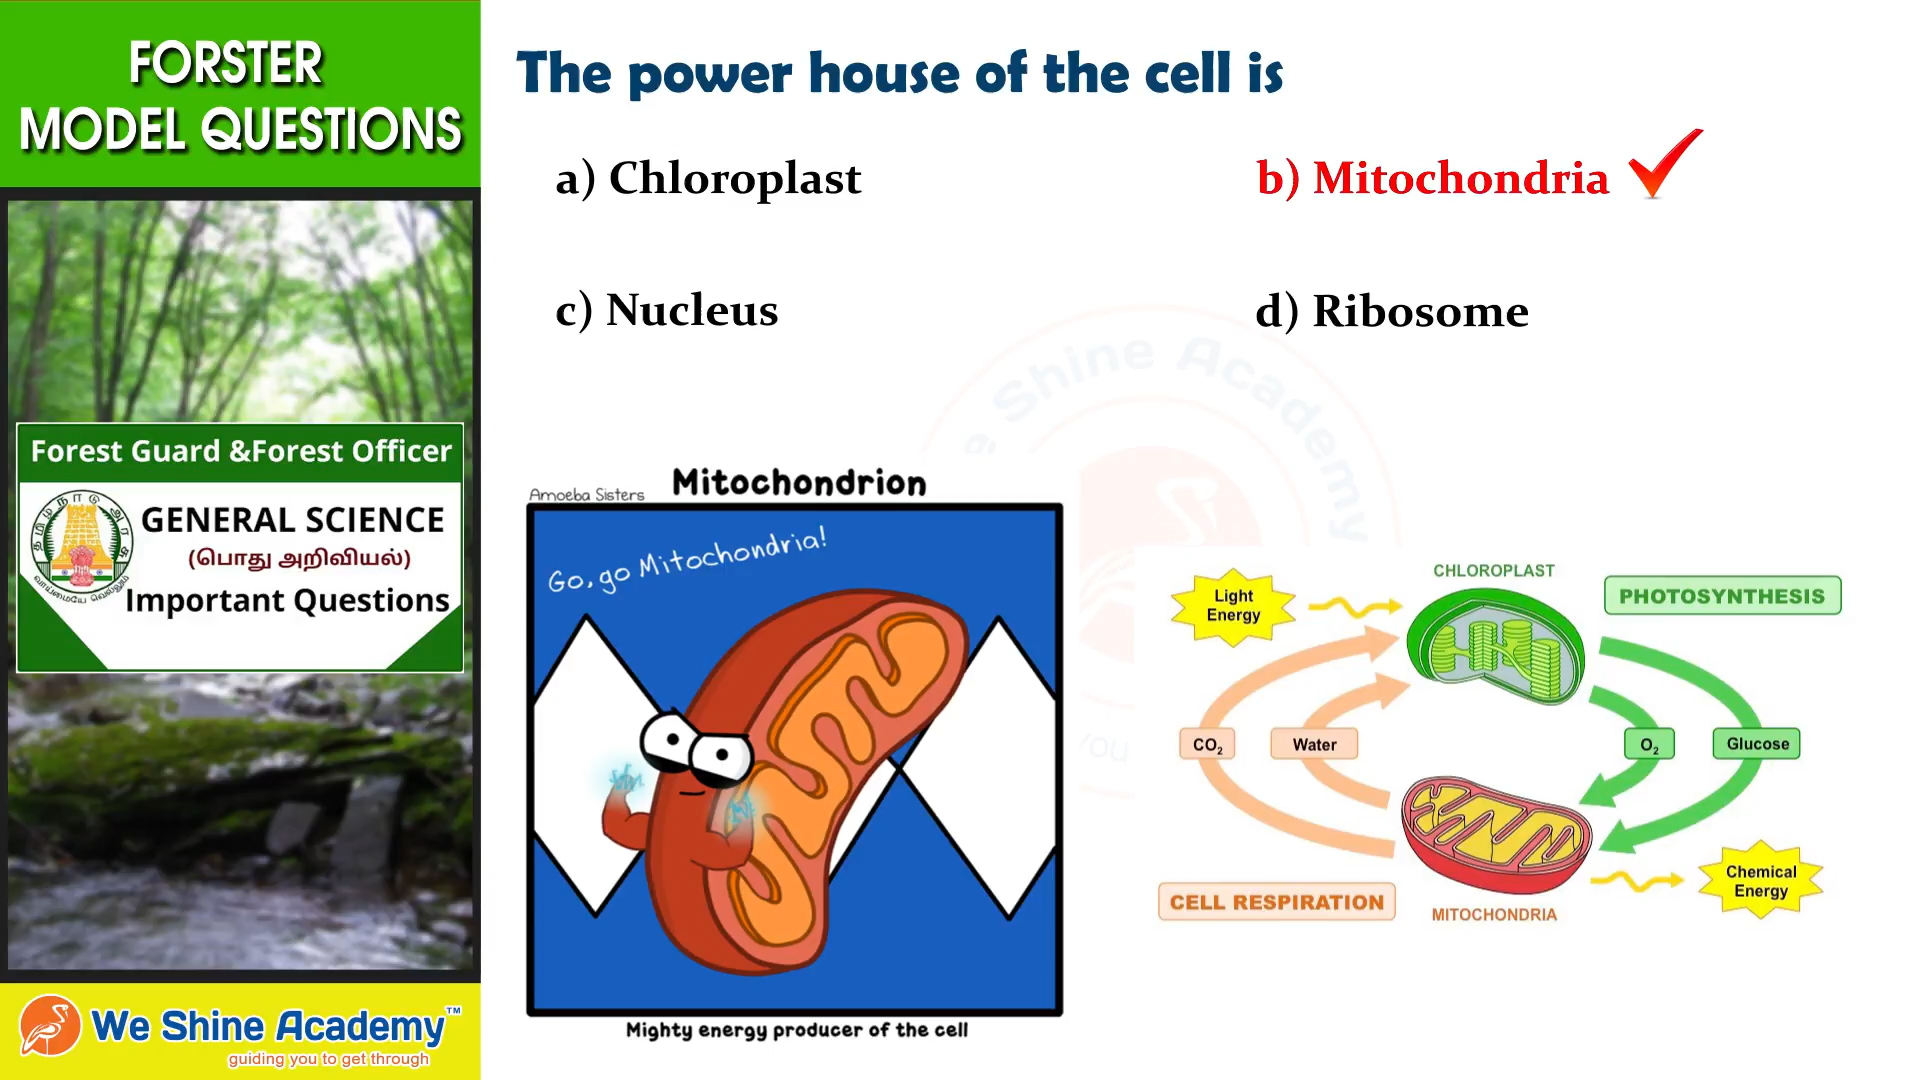 FORSTER
MODEL QUESTIONS
Forest Guard &Forest Officer
GENERAL SCIENCE
(பொது அறிவியல்)
Important Questions
We Shine Academy™
guiding you to get through
The power house of the cell is
a) Chloroplast
b) Mitochondria
c) Nucleus
d) Ribosome
Shine Academy
Amoeba Sisters
Mitochondrion
Go, go Mitochondria!
Mighty energy producer of the cell
CHLOROPLAST
PHOTOSYNTHESIS
Light
Energy
CO₂
Water
O₂
Glucose
Chemical
Energy
CELL RESPIRATION
MITOCHONDRIA